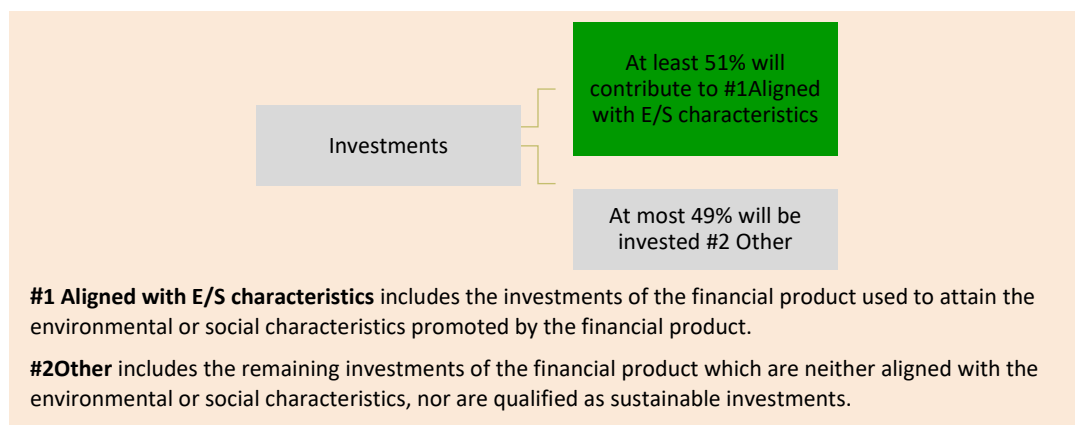 At least 51% will
contribute to #1Aligned
with E/S characteristics
Investments
At most 49% will be
invested #2 Other
#1 Aligned with E/S characteristics includes the investments of the financial product used to attain the
environmental or social characteristics promoted by the financial product.
#2Other includes the remaining investments of the financial product which are neither aligned with the
environmental or social characteristics, nor are qualified as sustainable investments.